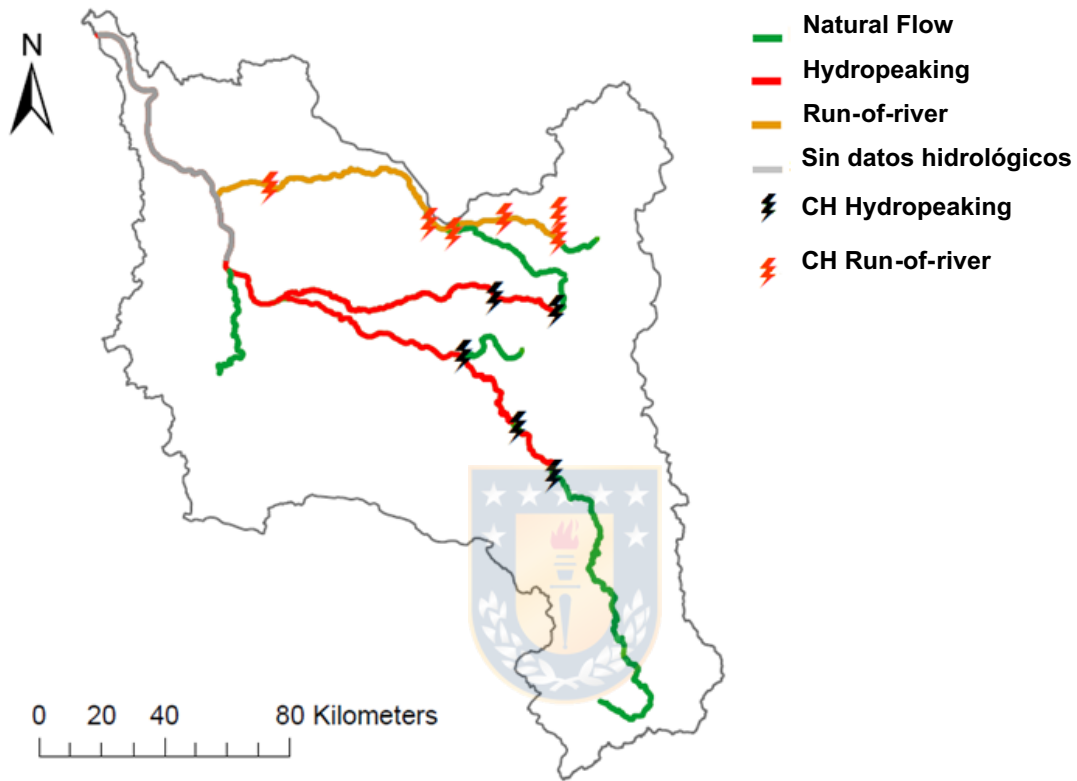 N
Natural Flow
Hydropeaking
Run-of-river
Sin datos hidrológicos
CH Hydropeaking
CH Run-of-river
0 20 40 80 Kilometers